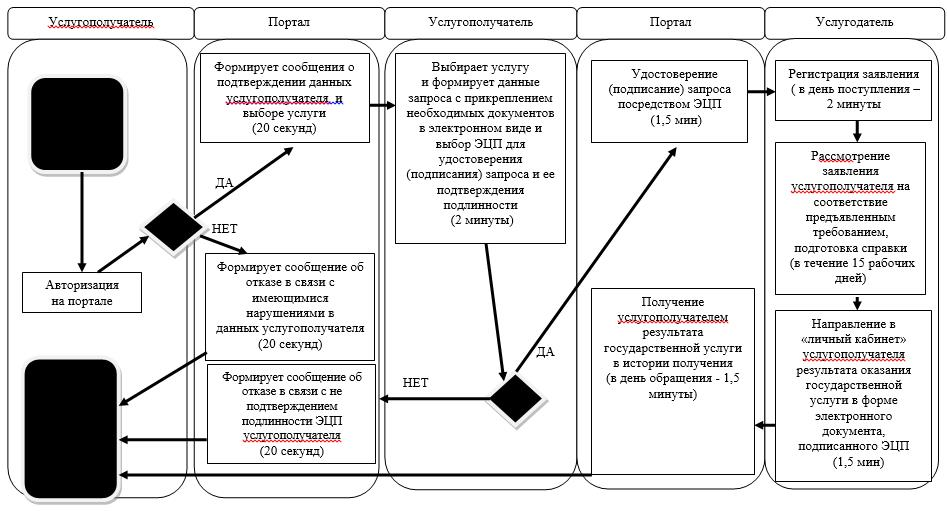 Услугополучатель
Портал
Услугополучатель
Портал
Услугодатель
Авторизация
на портале
Формирует сообщения о
подтверждении данных
услугополучателя и
выборе услуги
(20 секунд)
ДА
НЕТ
Формирует сообщение об
отказе в связи с
имеющимися
нарушениями в
данных услугополучателя
(20 секунд)
Формирует сообщение об
отказе в связи с не
подтверждением
подлинности ЭЦП
услугополучателя
(20 секунд)
Выбирает услугу
и формирует данные
запроса с прикреплением
необходимых документов
в электронном виде и
выбор ЭЦП для
удостоверения
(подписания) запроса и ее
подтверждения
подлинности
(2 минуты)
НЕТ
ДА
Удостоверение
(подписание) запроса
посредством ЭЦП
(1,5 мин)
Получение
услугополучателем
результата
государственной услуги
в истории получения
(в день обращения - 1,5
минуты)
Регистрация заявления
( в день поступления –
2 минуты
Рассмотрение
заявления
услугополучателя на
соответствие
предъявленным
требованием,
подготовка справки
(в течение 15 рабочих
дней)
Направление в
«личный кабинет»
услугополучателя
результата оказания
государственной
услуги в форме
электронного
документа,
подписанного ЭЦП
(1,5 мин)